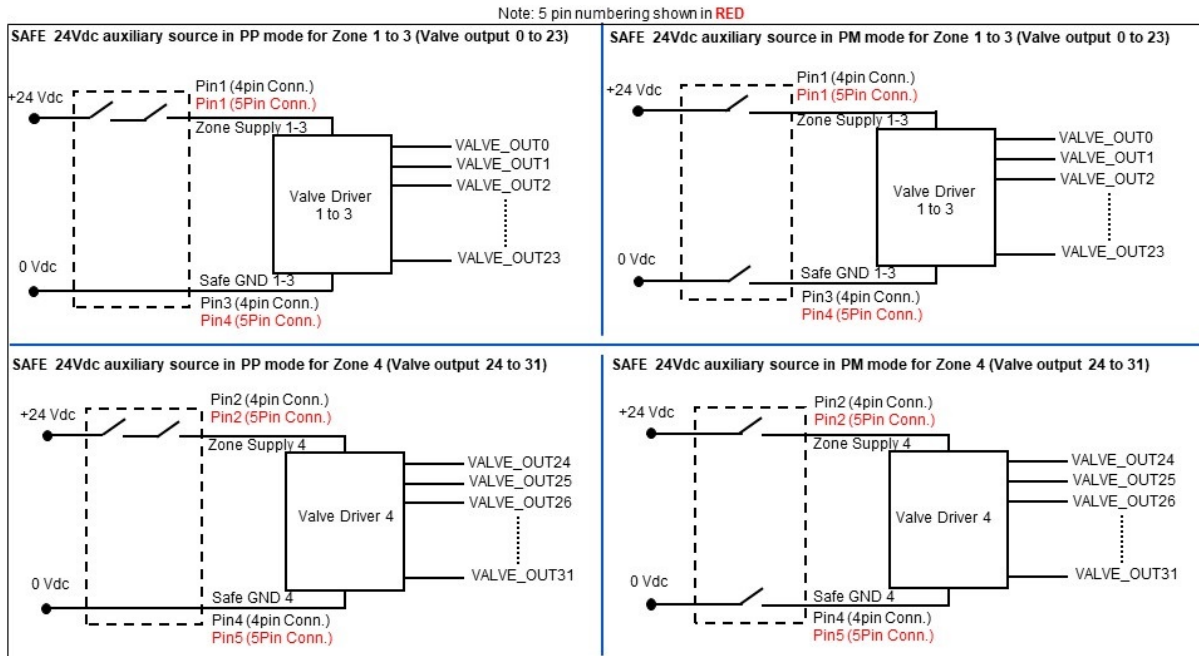 Note: 5 pin numbering shown in RED
SAFE 24Vdc auxiliary source in PP mode for Zone 1 to 3 (Valve output 0 to 23)
+24 Vdc
Pin1 (4pin Conn.)
Pin1 (5Pin Conn.)
Zone Supply 1-3
Valve Driver
1 to 3
VALVE_OUT0
VALVE_OUT1
VALVE_OUT2
VALVE_OUT23
0 Vdc
Safe GND 1-3
Pin3 (4pin Conn.)
Pin4 (5Pin Conn.)
SAFE 24Vdc auxiliary source in PM mode for Zone 1 to 3 (Valve output 0 to 23)
+24 Vdc
Pin1 (4pin Conn.)
Pin1 (5Pin Conn.)
Zone Supply 1-3
Valve Driver
1 to 3
VALVE_OUT0
VALVE_OUT1
VALVE_OUT2
VALVE_OUT23
0 Vdc
Safe GND 1-3
Pin3 (4pin Conn.)
Pin4 (5Pin Conn.)
SAFE 24Vdc auxiliary source in PP mode for Zone 4 (Valve output 24 to 31)
+24 Vdc
Pin2 (4pin Conn.)
Pin2 (5Pin Conn.)
Zone Supply 4
Valve Driver 4
VALVE_OUT24
VALVE_OUT25
VALVE_OUT26
VALVE_OUT31
0 Vdc
Safe GND 4
Pin4 (4pin Conn.)
Pin5 (5Pin Conn.)
SAFE 24Vdc auxiliary source in PM mode for Zone 4 (Valve output 24 to 31)
+24 Vdc
Pin2 (4pin Conn.)
Pin2 (5Pin Conn.)
Zone Supply 4
Valve Driver 4
VALVE_OUT24
VALVE_OUT25
VALVE_OUT26
VALVE_OUT31
0 Vdc
Safe GND 4
Pin4 (4pin Conn.)
Pin5 (5Pin Conn.)